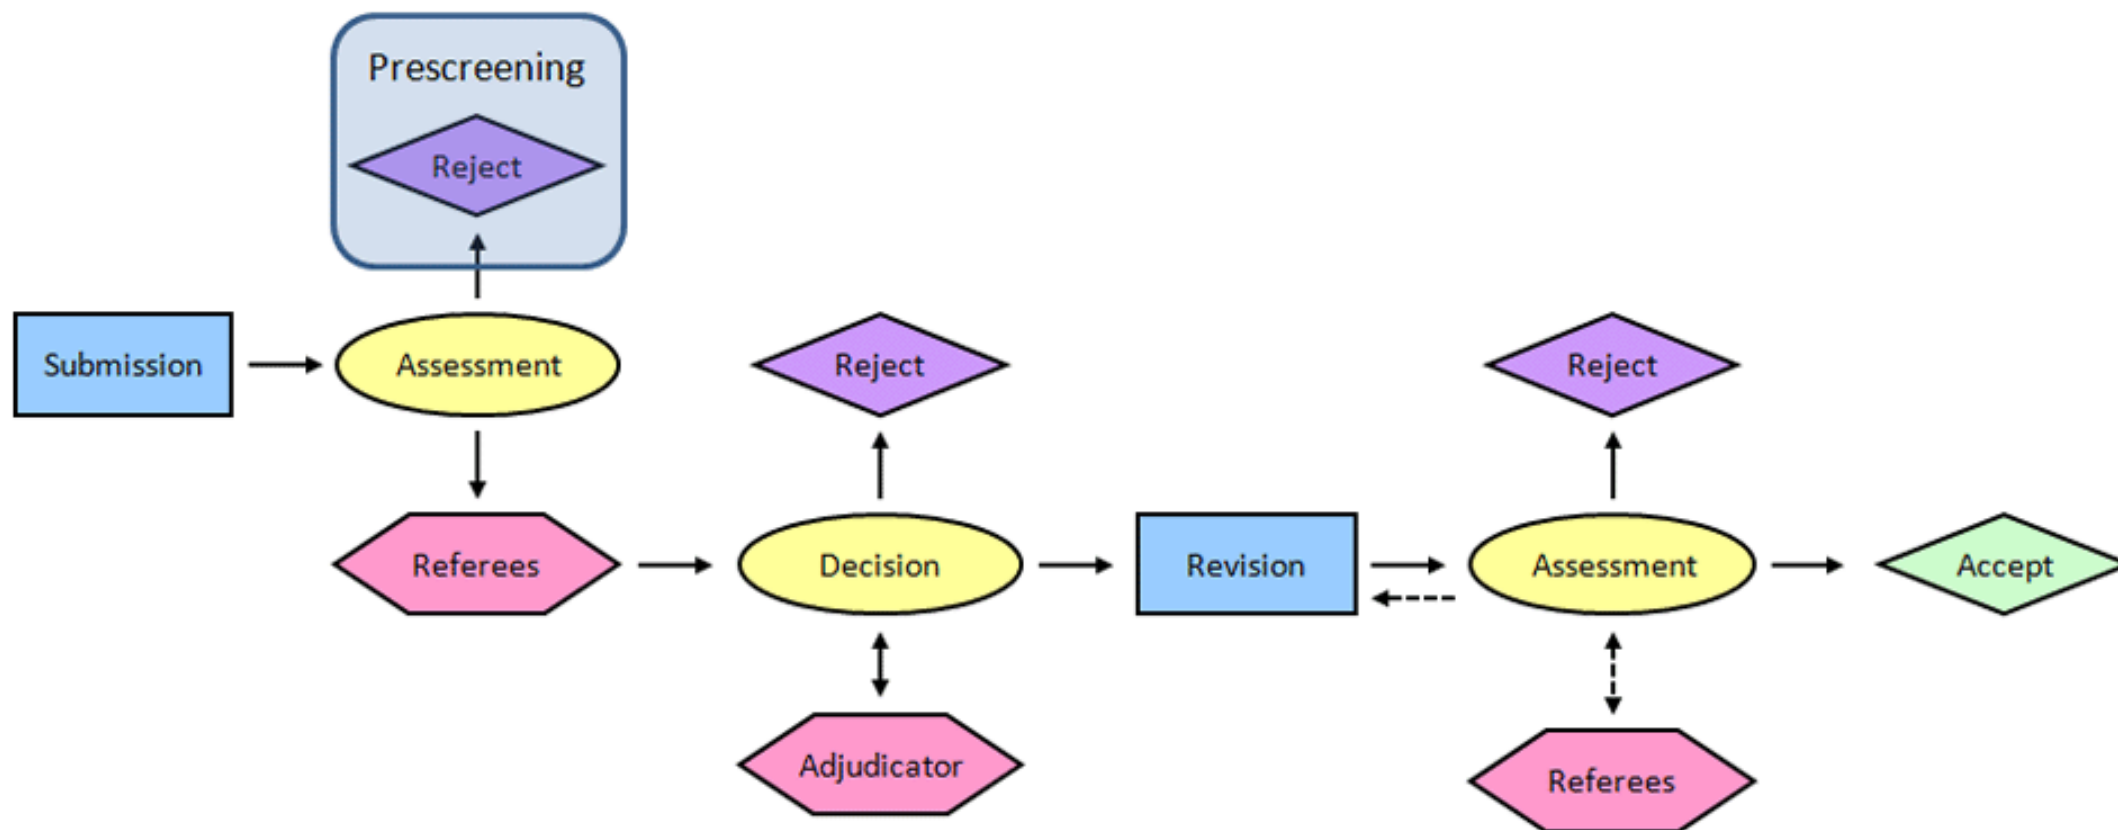 Prescreening
Reject
Submission
Assessment
Reject
Reject
Referees
Decision
Revision
Assessment
Accept
Adjudicator
Referees